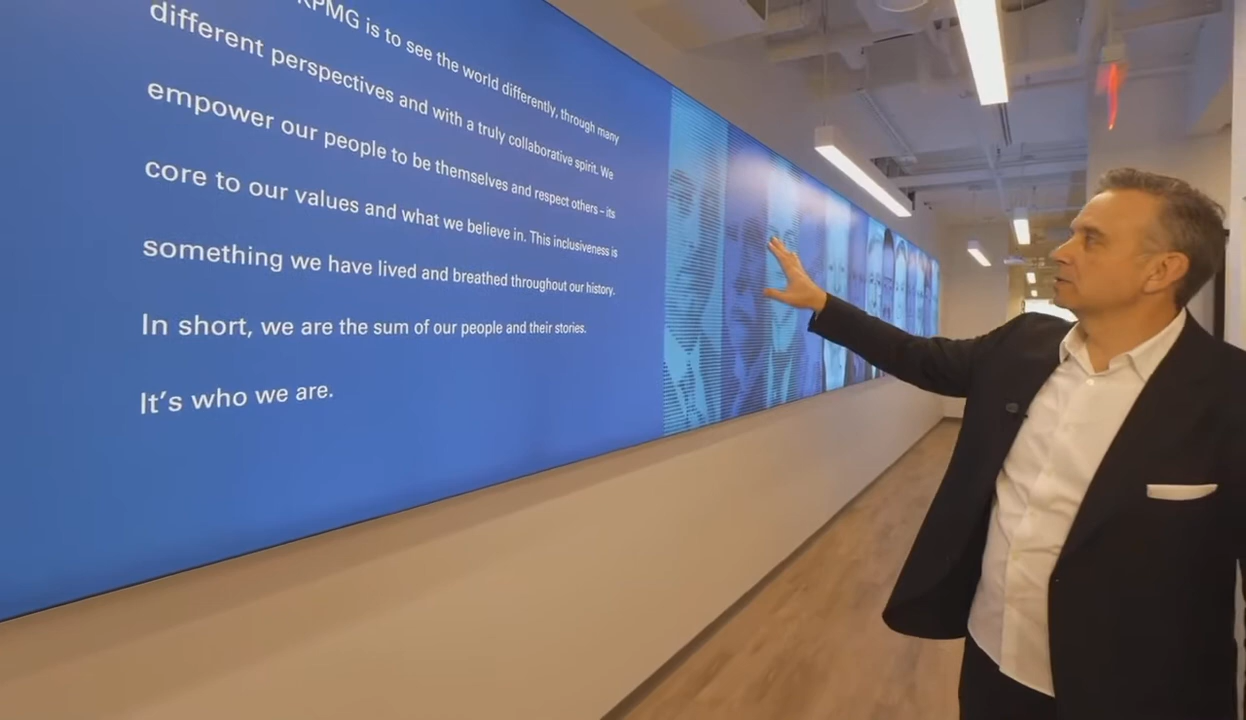 KPMG is to see the world differently, through many
different perspectives and with a truly collaborative spirit. We
empower our people to be themselves and respect others – its
core to our values and what we believe in. This inclusiveness is
something we have lived and breathed throughout our history.
In short, we are the sum of our people and their stories.
It's who we are.